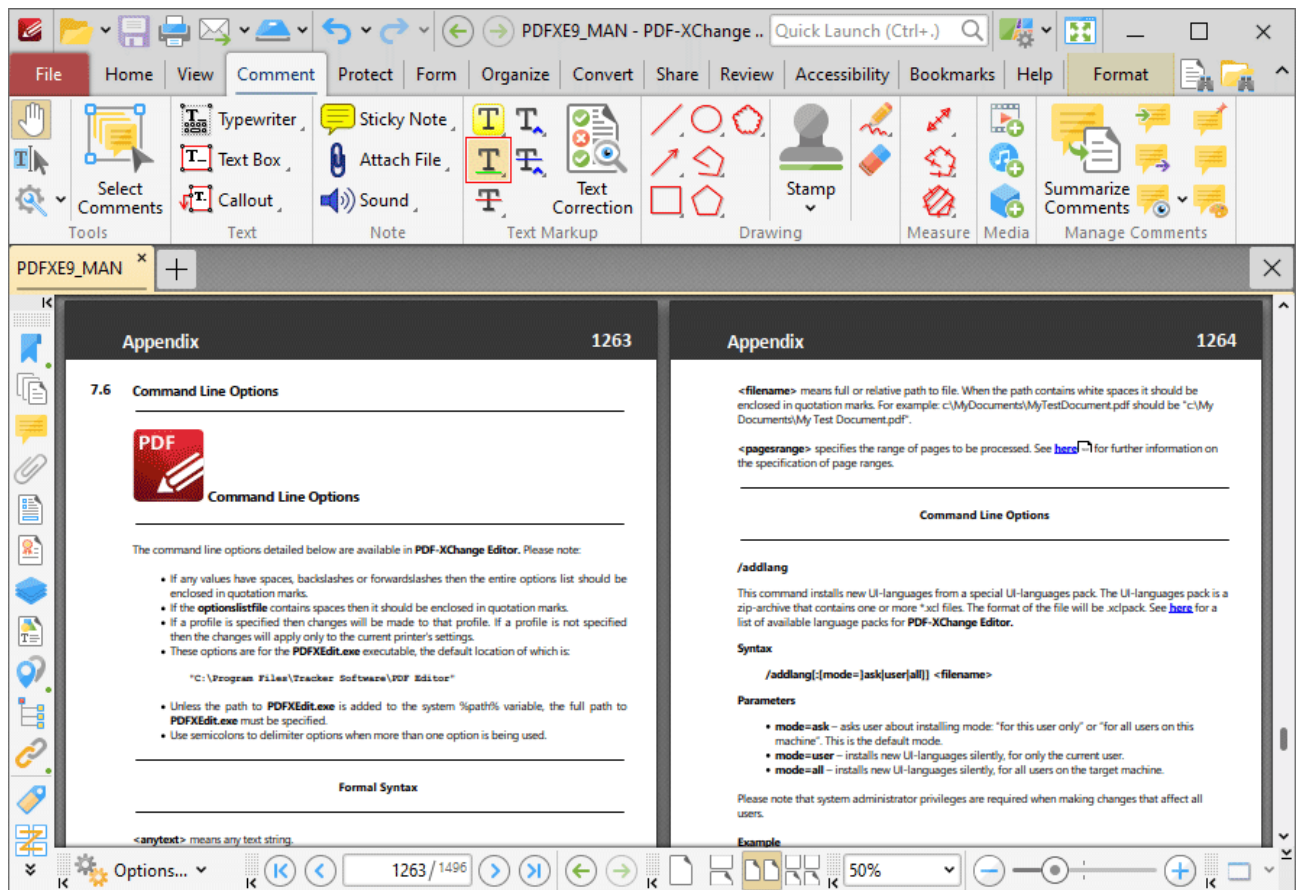 PDFXE9_MAN - PDF-XChange ..
Quick Launch (Ctrl+.)
File
Home
View
Comment
Protect
Form
Organize
Convert
Share
Review
Accessibility
Bookmarks
Help
Format
Select
Comments
Tools
Typewriter
Text Box
Callout
Text
Sticky Note
Attach File
Sound
Note
Text
Correction
Text Markup
Stamp
Drawing
Measure
Media
Summarize
Comments
Manage Comments
PDFXE9_MAN
Appendix 1263
7.6 Command Line Options
PDF
Command Line Options
The command line options detailed below are available in PDF-XChange Editor. Please note:
• If any values have spaces, backslashes or forwardslashes then the entire options list should be
enclosed in quotation marks.
• If the optionslistfile contains spaces then it should be enclosed in quotation marks.
• If a profile is specified then changes will be made to that profile. If a profile is not specified
then the changes will apply only to the current printer's settings.
• These options are for the PDFXEdit.exe executable, the default location of which is:
"C:\Program Files\Tracker Software\PDF Editor"
• Unless the path to PDFXEdit.exe is added to the system %path% variable, the full path to
PDFXEdit.exe must be specified.
• Use semicolons to delimiter options when more than one option is being used.
Formal Syntax
<anytext> means any text string.
Appendix 1264
<filename> means full or relative path to file. When the path contains white spaces it should be
enclosed in quotation marks. For example: c:\MyDocuments\MyTestDocument.pdf should be "c:\My
Documents\My Test Document.pdf".
<pagesrange> specifies the range of pages to be processed. See here for further information on
the specification of page ranges.
Command Line Options
/addlang
This command installs new UI-languages from a special UI-languages pack. The UI-languages pack is a
zip-archive that contains one or more *.xcl files. The format of the file will be .xclpack. See here for a
list of available language packs for PDF-XChange Editor.
Syntax
/addlang[:[mode=]ask|user|all]] <filename>
Parameters
• mode=ask – asks user about installing mode: "for this user only" or "for all users on this
machine". This is the default mode.
• mode=user – installs new UI-languages silently, for only the current user.
• mode=all – installs new UI-languages silently, for all users on the target machine.
Please note that system administrator privileges are required when making changes that affect all
users.
Example
Options...
1263 / 1496
50%